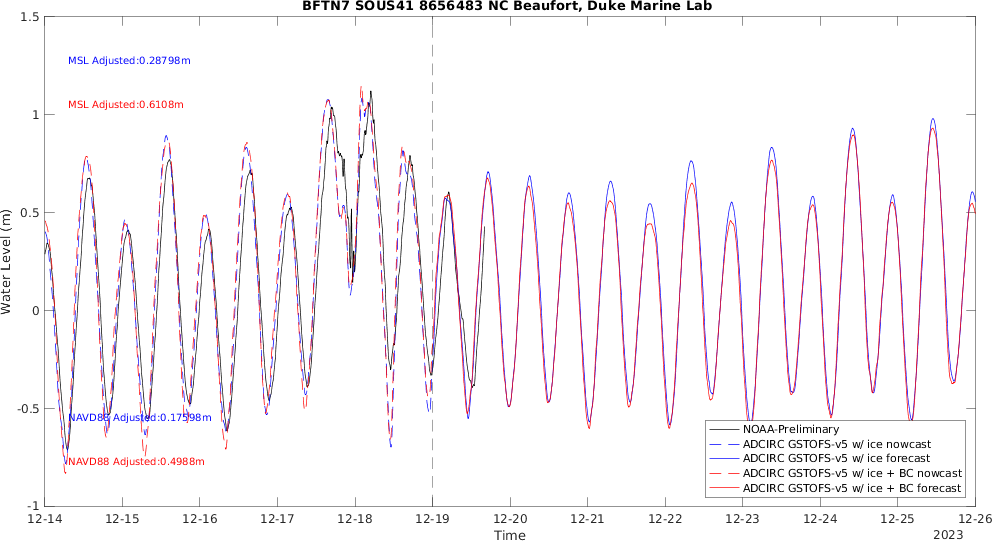 BFTN7 SOUS41 8656483 NC Beaufort, Duke Marine Lab
1.5
MSL Adjusted:0.28798m
MSL Adjusted:0.6108m
1
0.5
Water Level (m)
0
-0.5
NAVD88 Adjusted:0.17598m
NAVD88 Adjusted:0.4988m
-1
NOAA-Preliminary
ADCIRC GSTOFS-v5 w/ ice nowcast
ADCIRC GSTOFS-v5 w/ ice forecast
ADCIRC GSTOFS-v5 w/ ice + BC nowcast
ADCIRC GSTOFS-v5 w/ ice + BC forecast
12-14 12-15 12-16 12-17 12-18 12-19 12-20 12-21 12-22 12-23 12-24 12-25 12-26
Time
2023